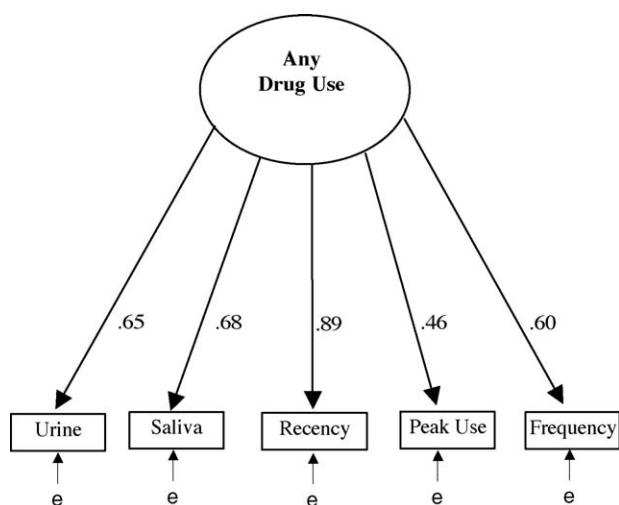 Any
Drug Use
.65
.68
.89
.46
.60
Urine
Saliva
Recency
Peak Use
Frequency
e
e
e
e
e